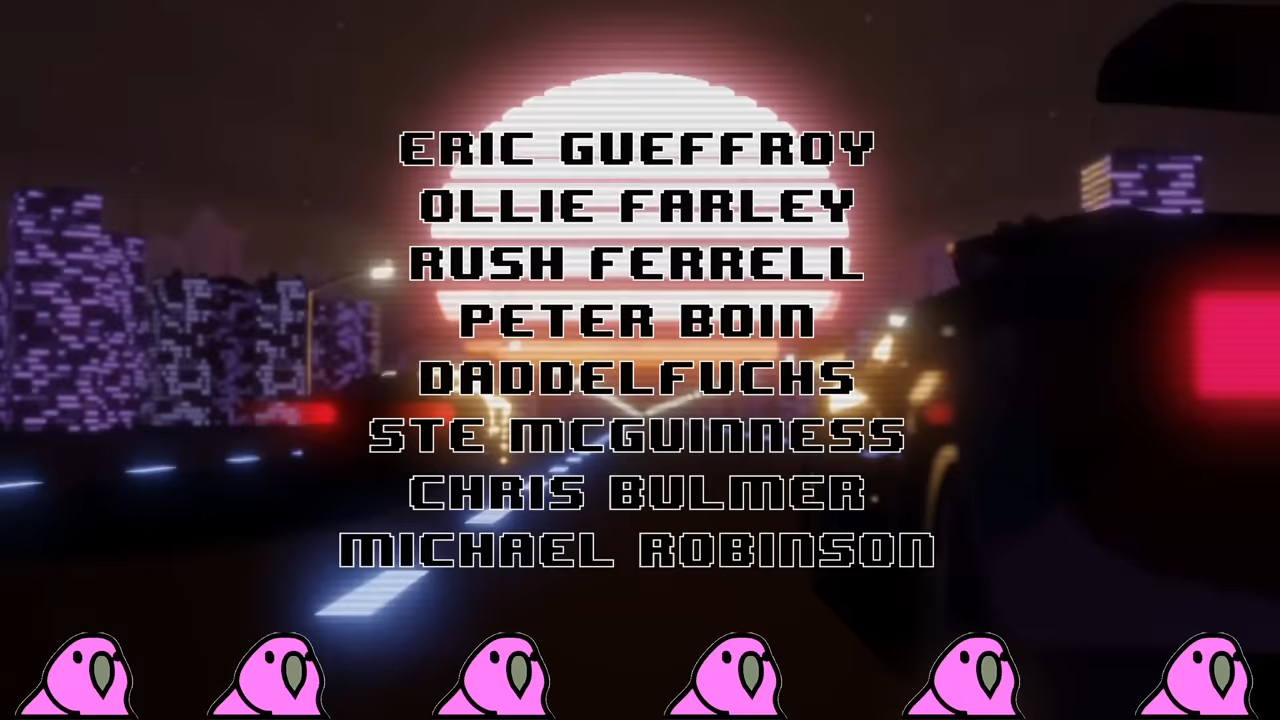 ERIC GUEFFROY
OLLIE FARLEY
RUSH FERRELL
PETER BOIN
DADDELFUCHS
STE MCGUINNESS
CHRIS BULMER
MICHAEL ROBINSON